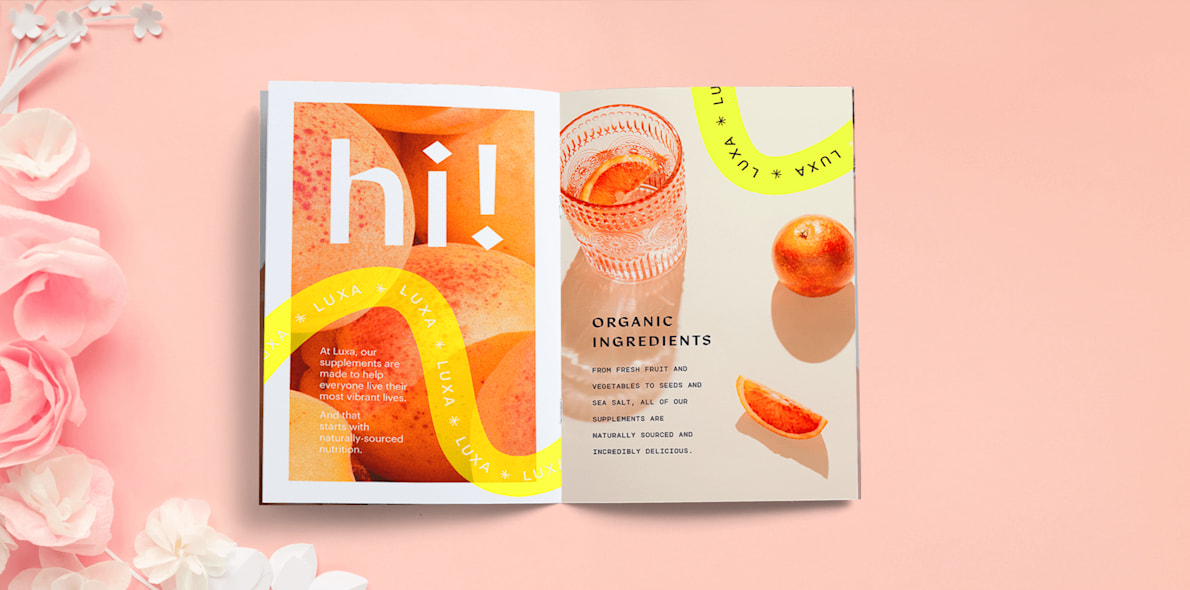 hi!
LUXA * LUXA * LUXA * LUXA * LUXA
At Luxa, our
supplements are
made to help
everyone live their
most vibrant lives.
And that
starts with
naturally-sourced
nutrition.
LUXA * LUXA
ORGANIC
INGREDIENTS
FROM FRESH FRUIT AND
VEGETABLES TO SEEDS AND
SEA SALT, ALL OF OUR
SUPPLEMENTS ARE
NATURALLY SOURCED AND
INCREDIBLY DELICIOUS.